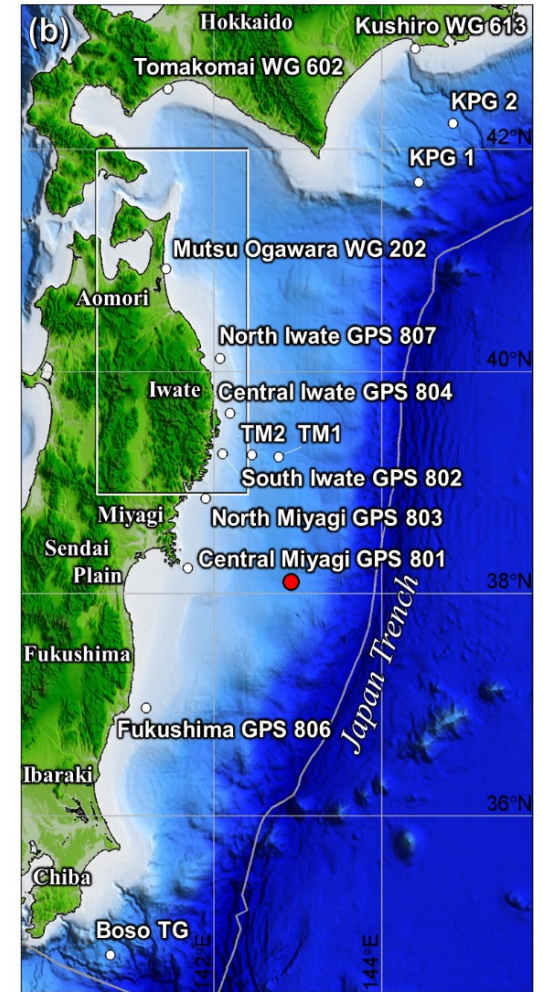 (b)
Hokkaido
Kushiro WG 613
Tomakomai WG 602
KPG 2
42°N
KPG 1
Mutsu Ogawara WG 202
Aomori
North Iwate GPS 807
40°N
Iwate
Central Iwate GPS 804
TM2 TM1
South Iwate GPS 802
Miyagi
North Miyagi GPS 803
Sendai
Plain
Central Miyagi GPS 801
38°N
Japan Trench
Fukushima
Fukushima GPS 806
Ibaraki
36°N
Chiba
Boso TG
142°E
144°E